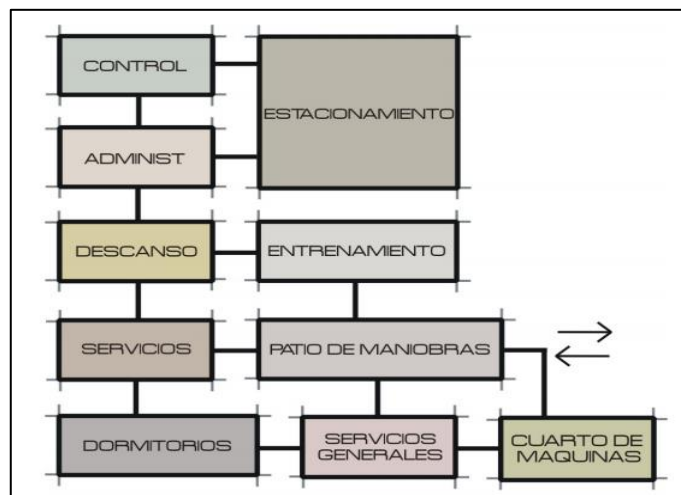 CONTROL
ESTACIONAMIENTO
ADMINIST.
DESCANSO
ENTRENAMIENTO
SERVICIOS
PATIO DE MANIOBRAS
DORMITORIOS
SERVICIOS
GENERALES
CUARTO DE
MAQUINAS